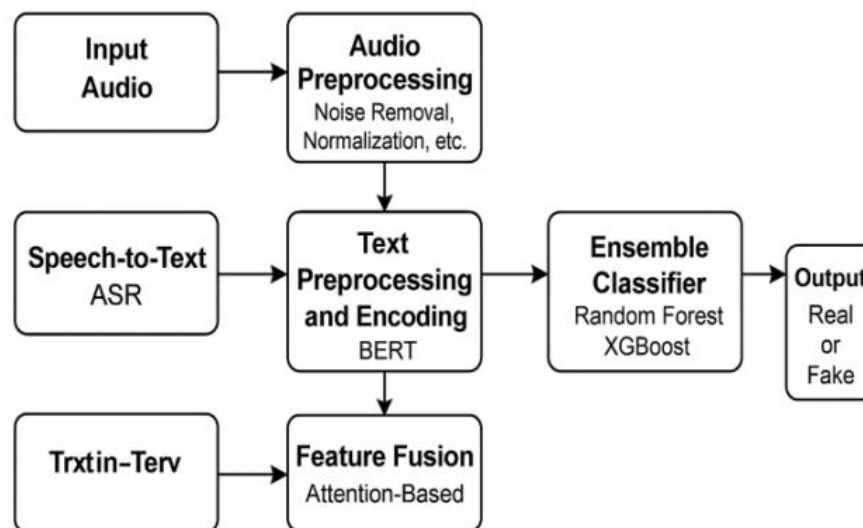 Input
Audio
Audio
Preprocessing
Noise Removal,
Normalization, etc.
Speech-to-Text
ASR
Text
Preprocessing
and Encoding
BERT
Ensemble
Classifier
Random Forest
XGBoost
Output
Real
or
Fake
Trxtin–Terv
Feature Fusion
Attention-Based